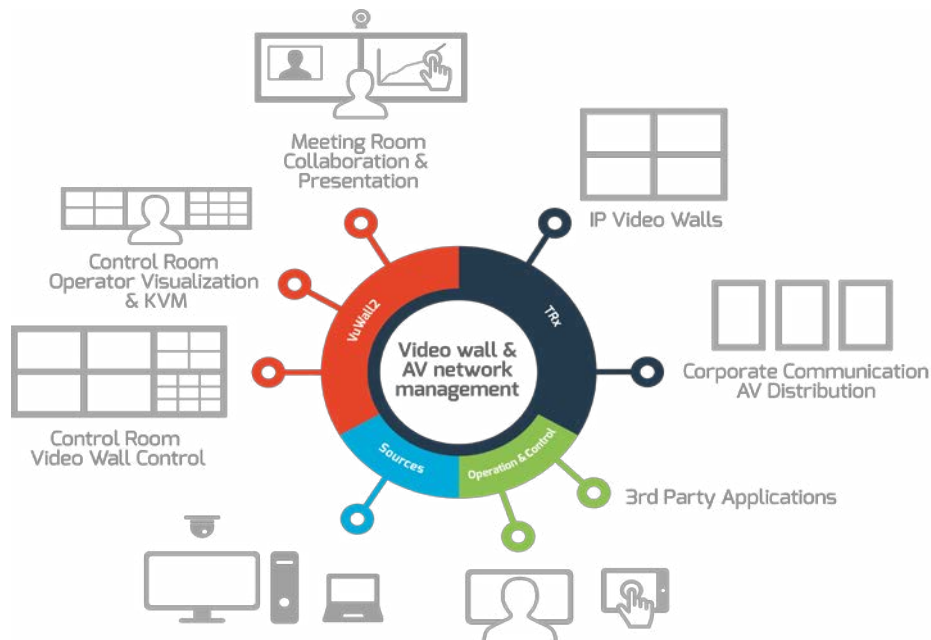 Meeting Room
Collaboration &
Presentation
IP Video Walls
Control Room
Operator Visualization
& KVM
VuWall2
TRx
Video wall &
AV network
management
Corporate Communication
AV Distribution
Control Room
Video Wall Control
Sources
Operation & Control
3rd Party Applications